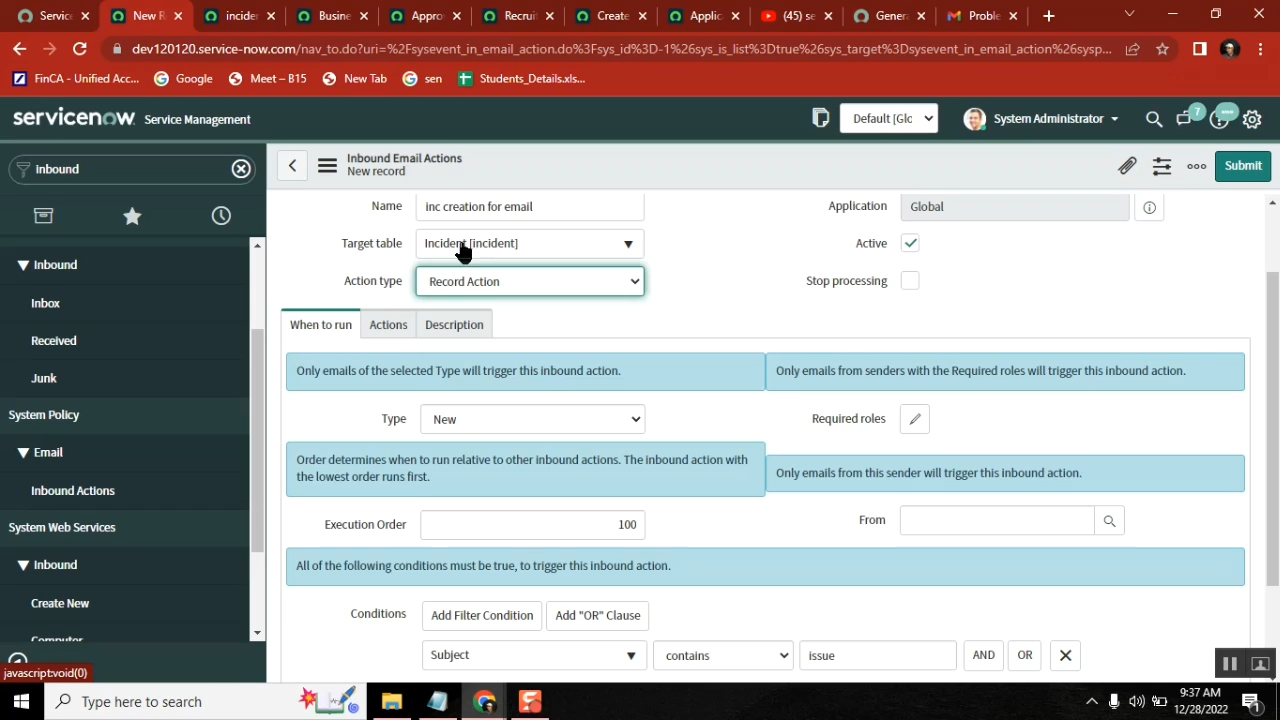 Service
New R
incider
Busine
Appro
Recruit
Create
Applic
(45) se
Genera
Proble
dev120120.service-now.com/nav_to.do?uri=%2Fsysevent_in_email_action.do%3Fsys_id%3D-1%26sys_is_list%3Dtrue%26sys_target%3Dsysevent_in_email_action%26sysp...
FinCA - Unified Acc...
Google
Meet – B15
New Tab
sen
Students_Details.xls...
servicenow Service Management
Default [Glo
System Administrator
7
inbound
Inbound Email Actions
New record
Submit
Inbound
Inbox
Received
Junk
System Policy
Email
Inbound Actions
System Web Services
Inbound
Create New
Computer
javascript:void(0)
Name inc creation for email
Application Global
Target table Incident [incident]
Active
Action type Record Action
Stop processing
When to run Actions Description
Only emails of the selected Type will trigger this inbound action.
Only emails from senders with the Required roles will trigger this inbound action.
Type New
Required roles
Order determines when to run relative to other inbound actions. The inbound action with
the lowest order runs first.
Only emails from this sender will trigger this inbound action.
Execution Order 100
From
All of the following conditions must be true, to trigger this inbound action.
Conditions Add Filter Condition Add "OR" Clause
Subject contains issue AND OR
Type here to search
9:37 AM
12/28/2022
1